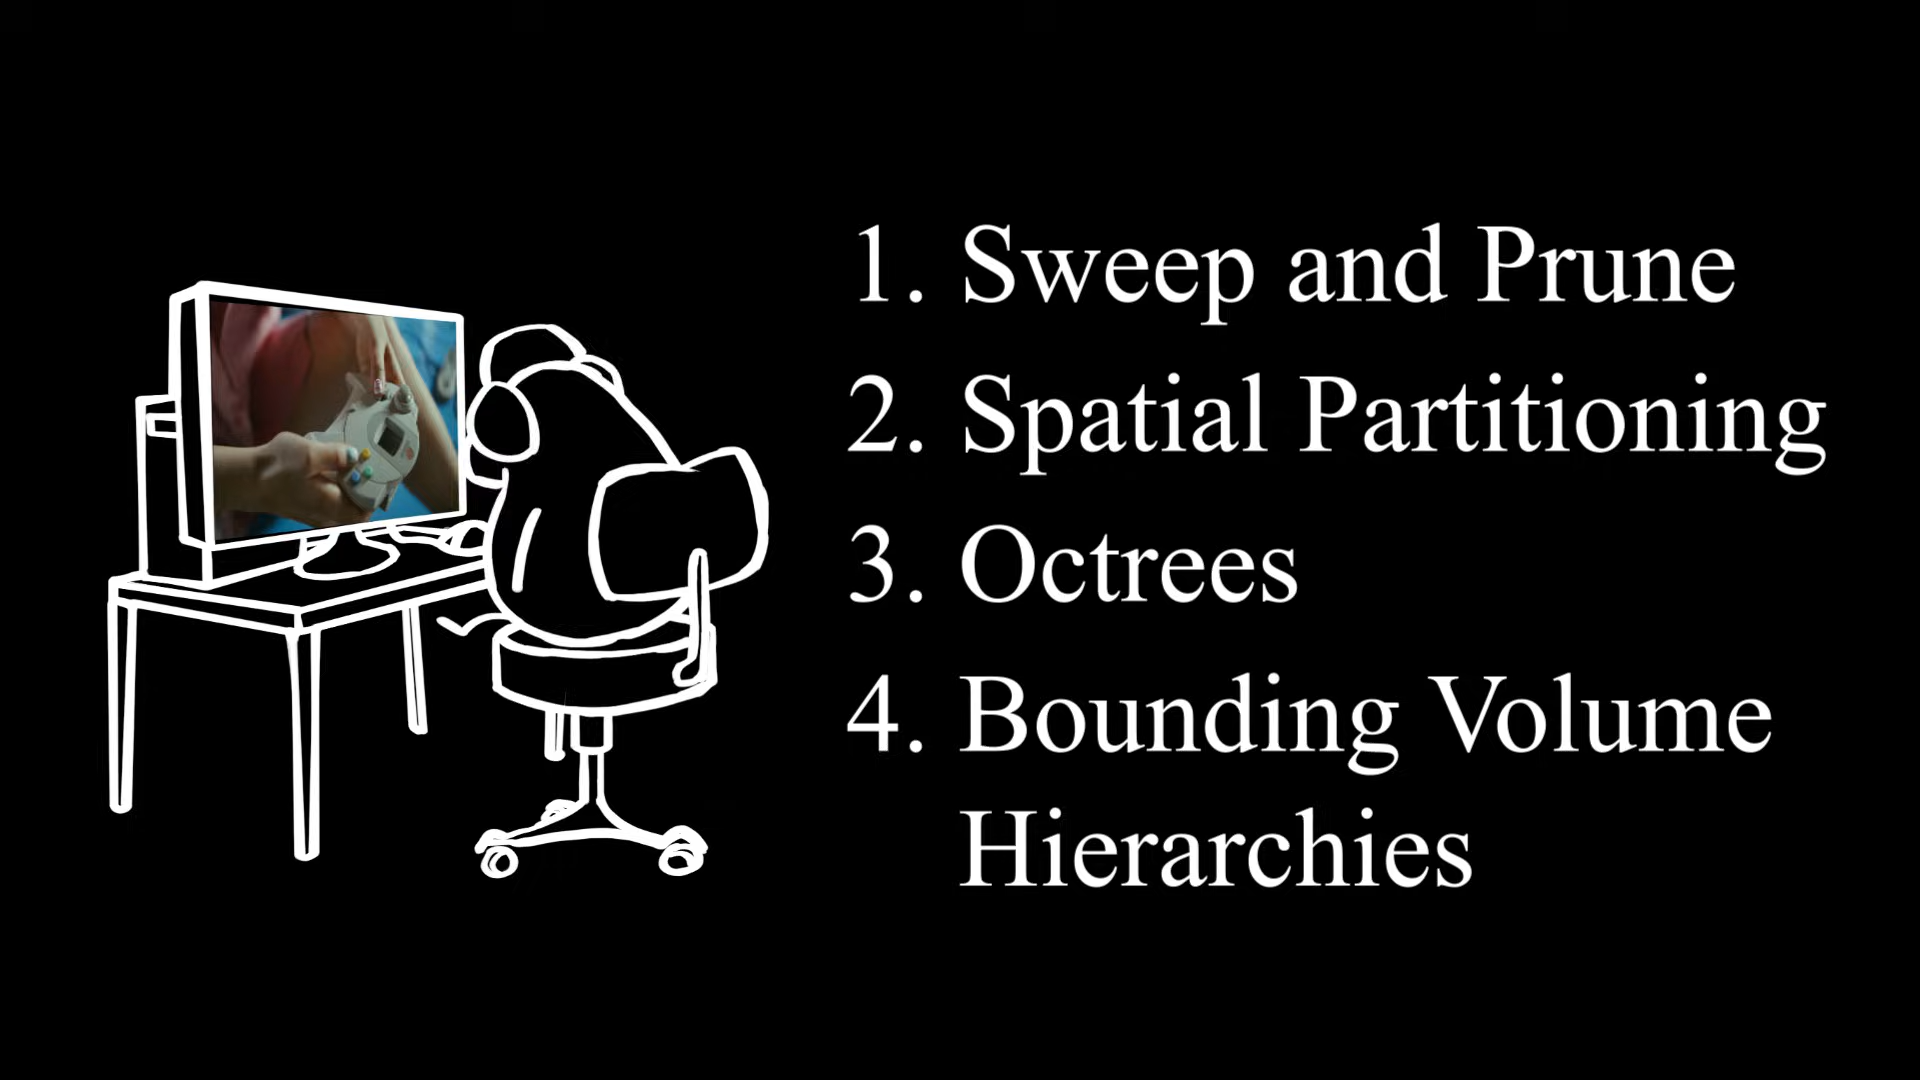 1. Sweep and Prune
2. Spatial Partitioning
3. Octrees
4. Bounding Volume
Hierarchies